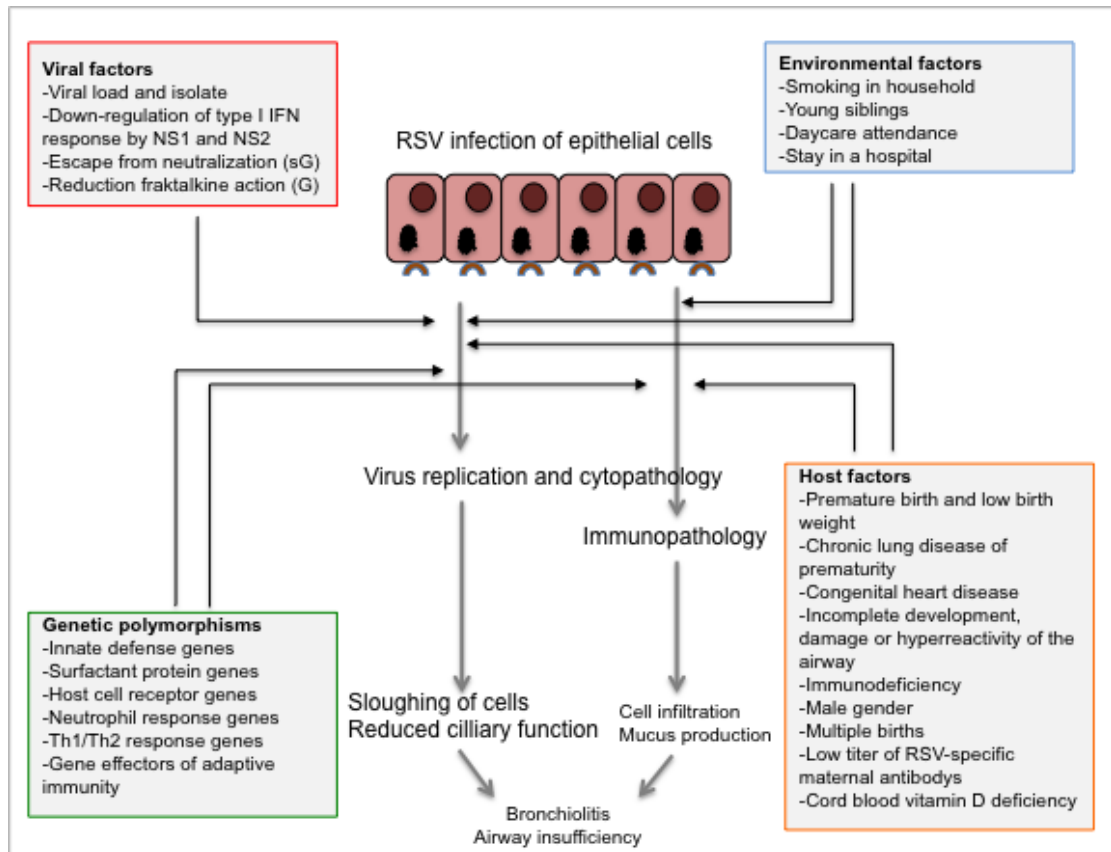 Viral factors
-Viral load and isolate
-Down-regulation of type I IFN
response by NS1 and NS2
-Escape from neutralization (sG)
-Reduction fraktalkine action (G)
Environmental factors
-Smoking in household
-Young siblings
-Daycare attendance
-Stay in a hospital
RSV infection of epithelial cells
Virus replication and cytopathology
Immunopathology
Genetic polymorphisms
-Innate defense genes
-Surfactant protein genes
-Host cell receptor genes
-Neutrophil response genes
-Th1/Th2 response genes
-Gene effectors of adaptive
immunity
Host factors
-Premature birth and low birth
weight
-Chronic lung disease of
prematurity
-Congenital heart disease
-Incomplete development,
damage or hyperreactivity of the
airway
-Immunodeficiency
-Male gender
-Multiple births
-Low titer of RSV-specific
maternal antibodys
-Cord blood vitamin D deficiency
Sloughing of cells
Reduced cilliary function
Cell infiltration
Mucus production
Bronchiolitis
Airway insufficiency